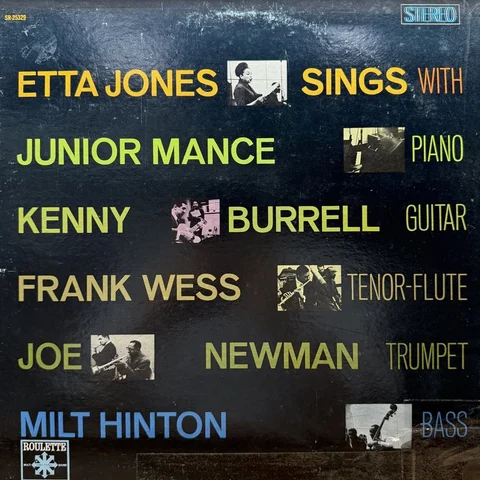 SR-25329
STEREO
ETTA JONES SINGS WITH
JUNIOR MANCE PIANO
KENNY BURRELL GUITAR
FRANK WESS TENOR-FLUTE
JOE NEWMAN TRUMPET
MILT HINTON BASS
ROULETTE